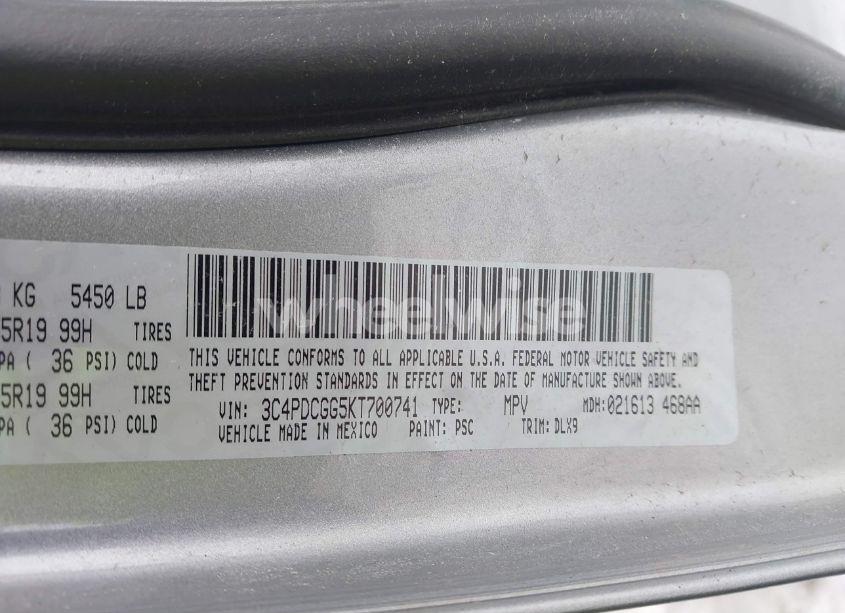 KG 5450 LB
5R19 99H TIRES
PA ( 36 PSI) COLD
5R19 99H TIRES
PA ( 36 PSI) COLD
wheelwise
THIS VEHICLE CONFORMS TO ALL APPLICABLE U.S.A. FEDERAL MOTOR VEHICLE SAFETY AND
THEFT PREVENTION STANDARDS IN EFFECT ON THE DATE OF MANUFACTURE SHOWN ABOVE.
VIN: 3C4PDCGG5KT700741 TYPE: MPV MDH:021613 468AA
VEHICLE MADE IN MEXICO PAINT: PSC TRIM: DLX9